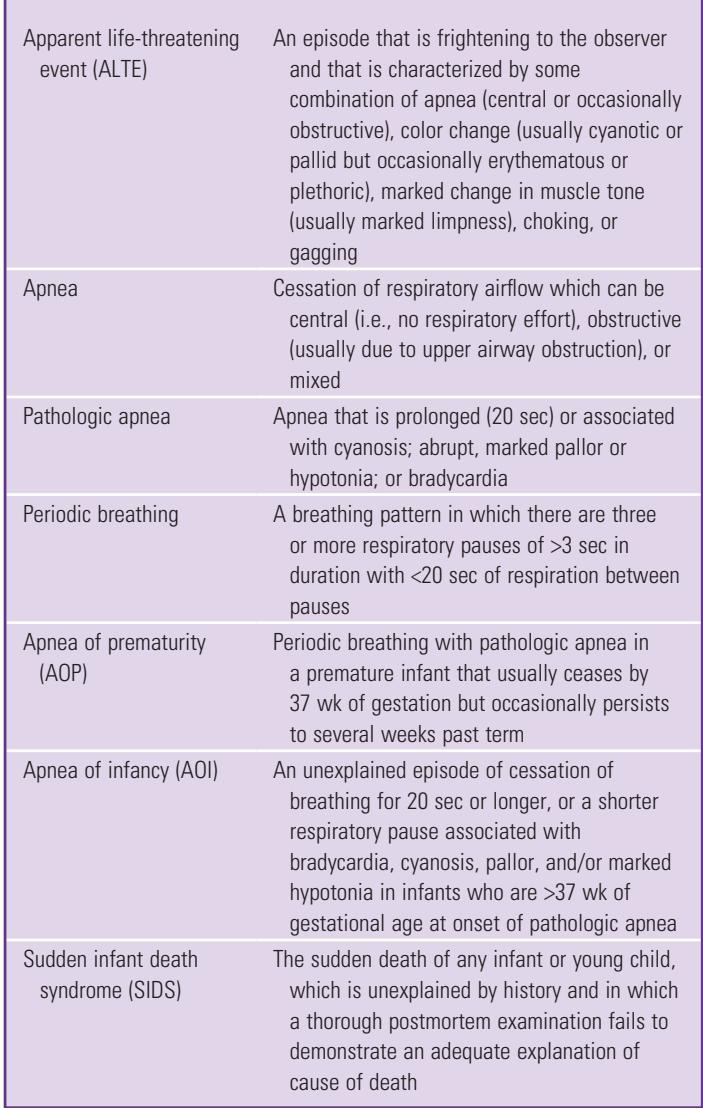 Apparent life-threatening event (ALTE)
An episode that is frightening to the observer
and that is characterized by some
combination of apnea (central or occasionally
obstructive), color change (usually cyanotic or
pallid but occasionally erythematous or
plethoric), marked change in muscle tone
(usually marked limpness), choking, or
gagging
Apnea
Cessation of respiratory airflow which can be
central (i.e., no respiratory effort), obstructive
(usually due to upper airway obstruction), or
mixed
Pathologic apnea
Apnea that is prolonged (20 sec) or associated
with cyanosis; abrupt, marked pallor or
hypotonia; or bradycardia
Periodic breathing
A breathing pattern in which there are three
or more respiratory pauses of >3 sec in
duration with <20 sec of respiration between
pauses
Apnea of prematurity
(AOP)
Periodic breathing with pathologic apnea in
a premature infant that usually ceases by
37 wk of gestation but occasionally persists
to several weeks past term
Apnea of infancy (AOI)
An unexplained episode of cessation of
breathing for 20 sec or longer, or a shorter
respiratory pause associated with
bradycardia, cyanosis, pallor, and/or marked
hypotonia in infants who are >37 wk of
gestational age at onset of pathologic apnea
Sudden infant death
syndrome (SIDS)
The sudden death of any infant or young child,
which is unexplained by history and in which
a thorough postmortem examination fails to
demonstrate an adequate explanation of
cause of death